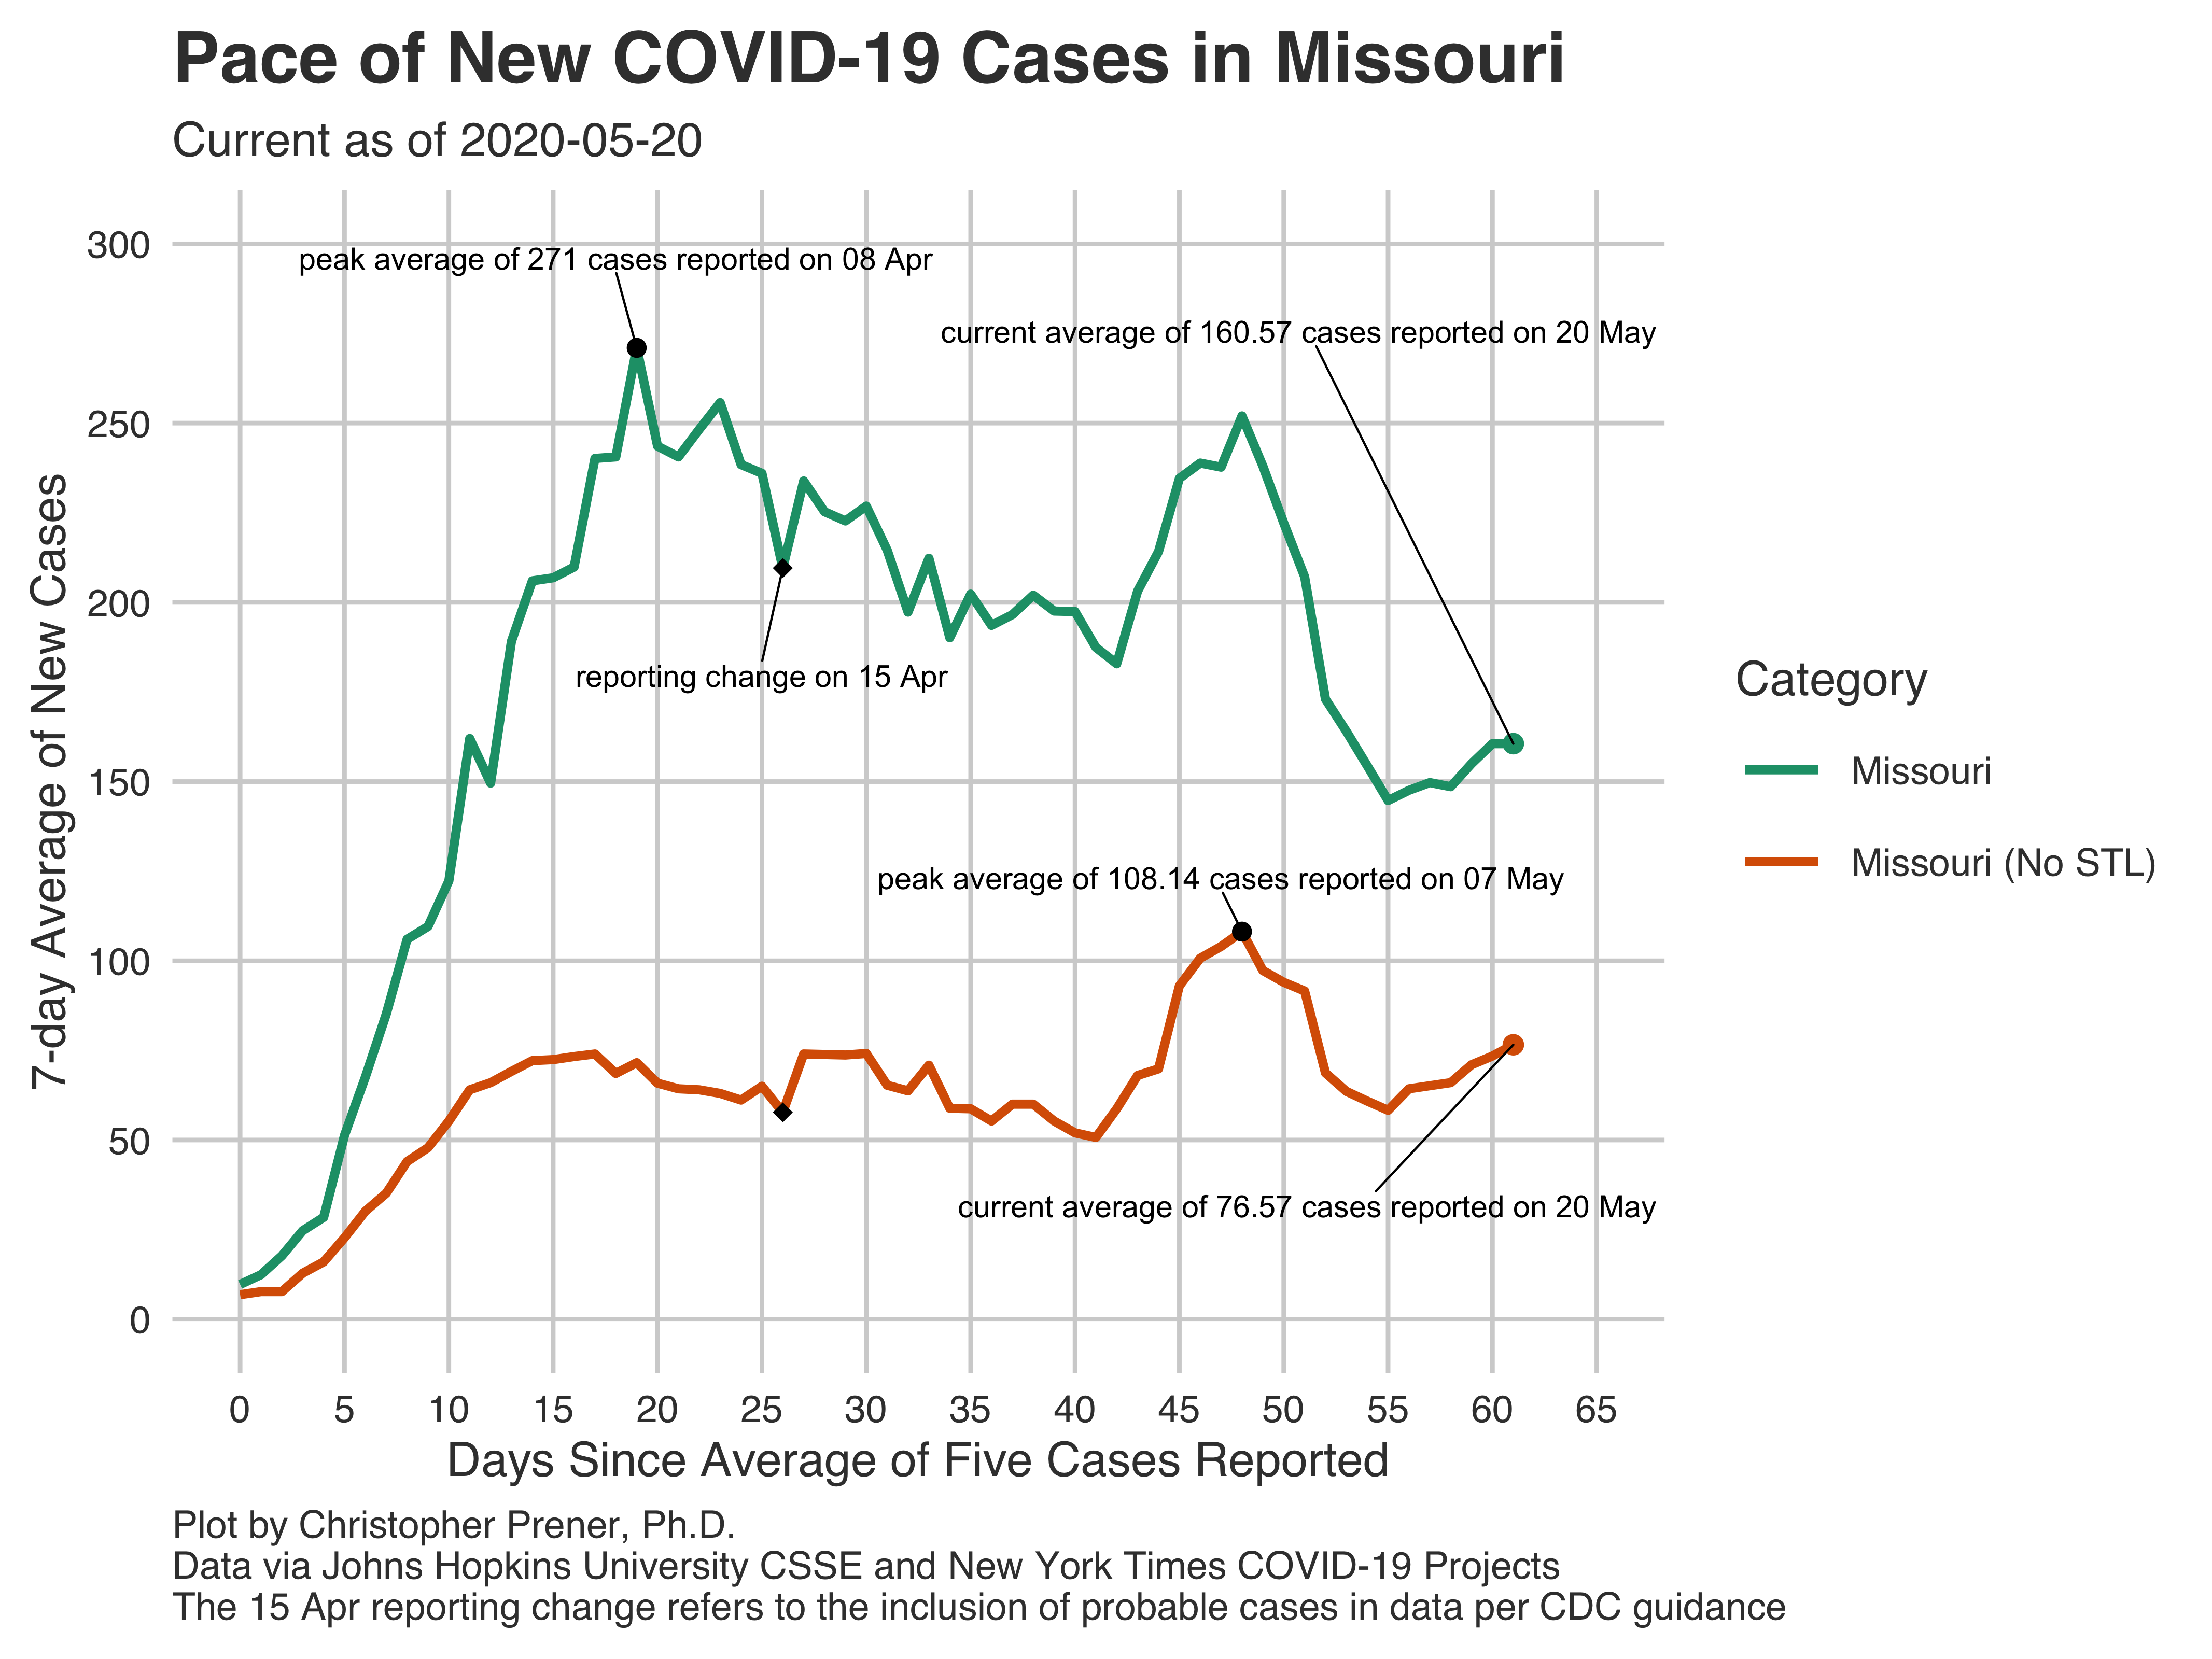 Pace of New COVID-19 Cases in Missouri
Current as of 2020-05-20
7-day Average of New Cases
300
250
200
150
100
50
0
peak average of 271 cases reported on 08 Apr
current average of 160.57 cases reported on 20 May
reporting change on 15 Apr
peak average of 108.14 cases reported on 07 May
current average of 76.57 cases reported on 20 May
Category
Missouri
Missouri (No STL)
0 5 10 15 20 25 30 35 40 45 50 55 60 65
Days Since Average of Five Cases Reported
Plot by Christopher Prener, Ph.D.
Data via Johns Hopkins University CSSE and New York Times COVID-19 Projects
The 15 Apr reporting change refers to the inclusion of probable cases in data per CDC guidance